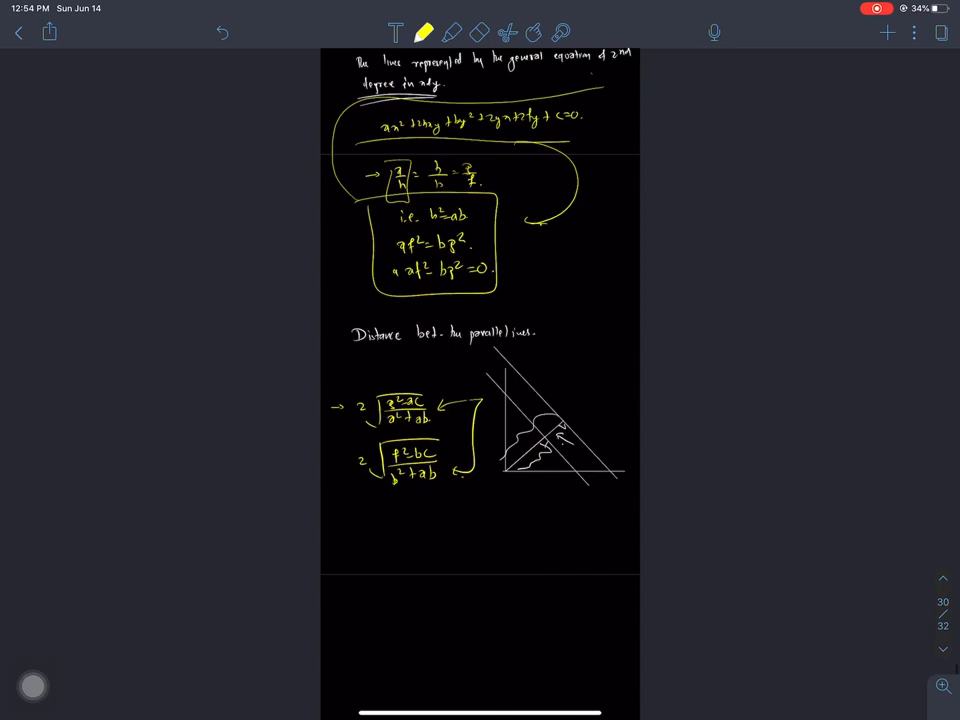 12:54 PM Sun Jun 14
34%
The lines represented by the general equation of 2nd
degree in x & y.
ax² + 2hxy + by² + 2gx + 2fy + c = 0.
→ a/h = h/b = g/f.
i.e. h² = ab
af² = bg².
af² - bg² = 0.
Distance bet. the parallel lines.
→ 2 √((g² - ac)/(a² + ab))
2 √((f² - bc)/(b² + ab))
30
/
32